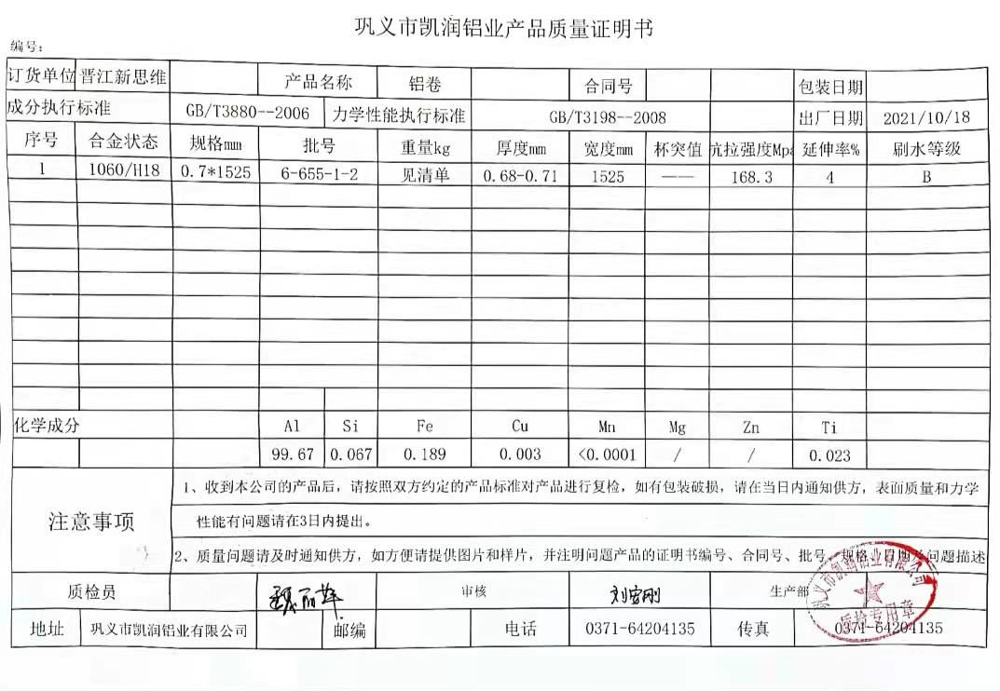 巩义市凯润铝业产品质量证明书
编号:
订货单位 晋江新思维 产品名称 铝卷 合同号 包装日期
成分执行标准 GB/T3880--2006 力学性能执行标准 GB/T3198--2008 出厂日期 2021/10/18
序号 合金状态 规格mm 批号 重量kg 厚度mm 宽度mm 杯突值 抗拉强度Mpa 延伸率% 刷水等级
1 1060/H18 0.7*1525 6-655-1-2 见清单 0.68-0.71 1525 —— 168.3 4 B
化学成分 Al Si Fe Cu Mn Mg Zn Ti
99.67 0.067 0.189 0.003 <0.0001 / / 0.023
注意事项
1、收到本公司的产品后，请按照双方约定的产品标准对产品进行复检，如有包装破损，请在当日内通知供方，表面质量和力学
性能有问题请在3日内提出。
2、质量问题请及时通知供方，如方便请提供图片和样片，并注明问题产品的证明书编号、合同号、批号、规格、日期及问题描述
质检员 审核 刘宏刚 生产部
地址 巩义市凯润铝业有限公司 邮编 电话 0371-64204135 传真 0371-64204135
巩义市凯润铝业有限公司
质检专用章